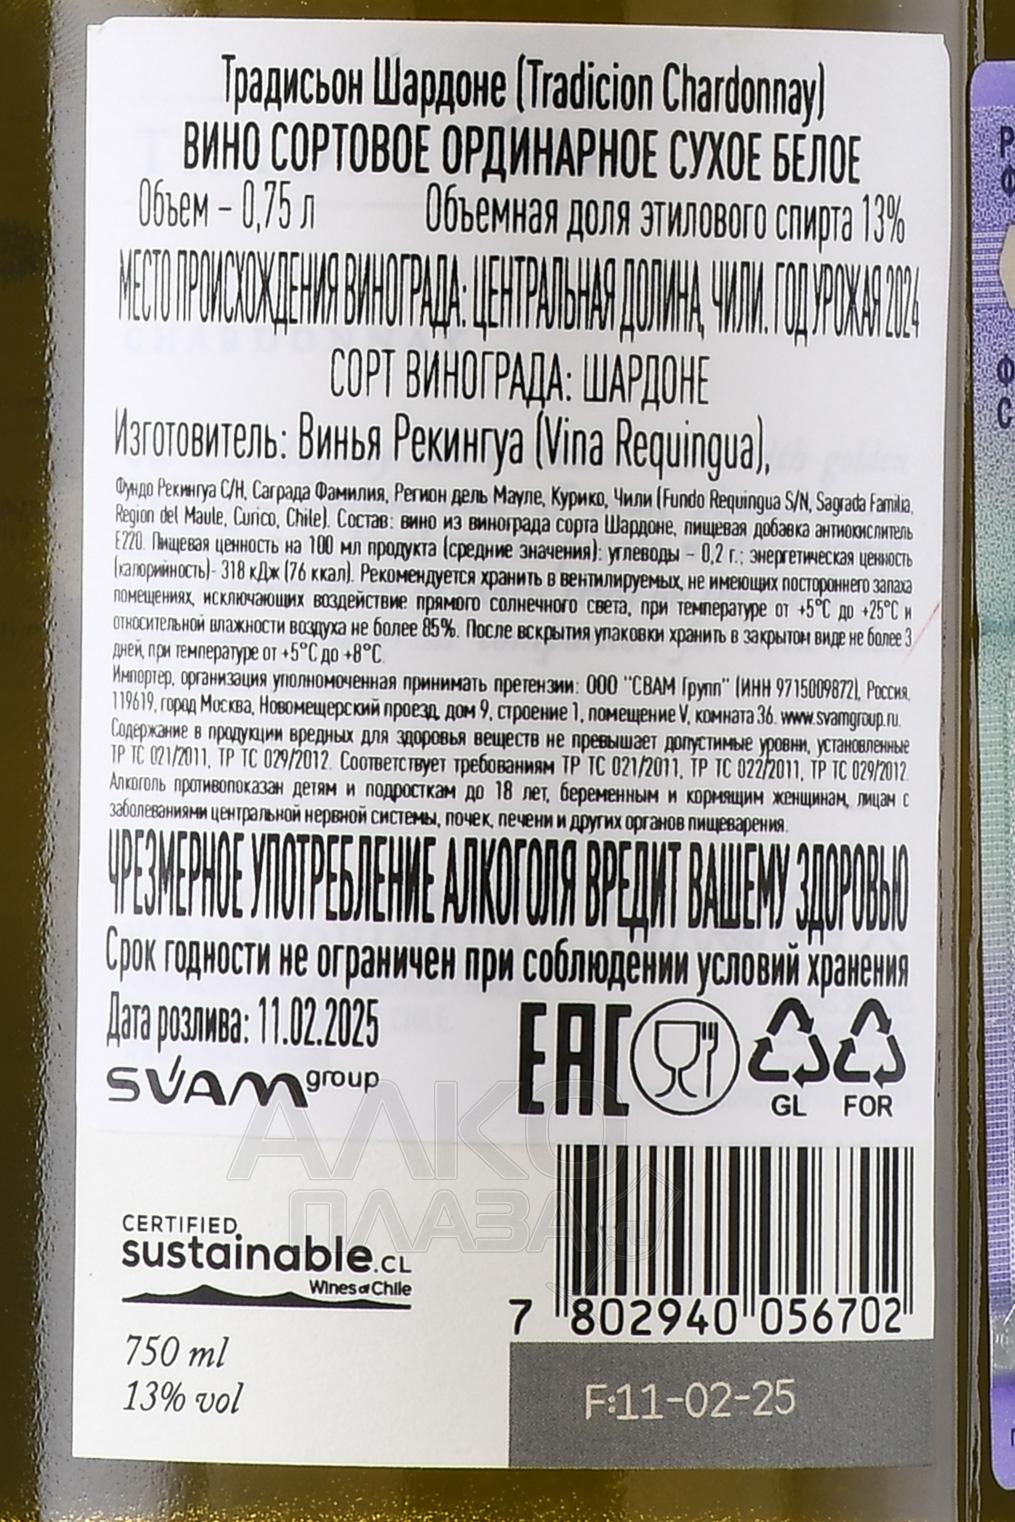 Традисьон Шардоне (Tradicion Chardonnay)
ВИНО СОРТОВОЕ ОРДИНАРНОЕ СУХОЕ БЕЛОЕ
Объем – 0,75 л Объемная доля этилового спирта 13%
МЕСТО ПРОИСХОЖДЕНИЯ ВИНОГРАДА: ЦЕНТРАЛЬНАЯ ДОЛИНА, ЧИЛИ. ГОД УРОЖАЯ 2024
СОРТ ВИНОГРАДА: ШАРДОНЕ
Изготовитель: Винья Рекингуа (Vina Requingua),
Фундо Рекингуа С/Н, Саграда Фамилия, Регион дель Мауле, Курико, Чили (Fundo Requingua S/N, Sagrada Familia,
Region del Maule, Curico, Chile). Состав: вино из винограда сорта Шардоне, пищевая добавка антиокислитель
E220. Пищевая ценность на 100 мл продукта (средние значения): углеводы – 0,2 г.; энергетическая ценность
(калорийность)- 318 кДж (76 ккал). Рекомендуется хранить в вентилируемых, не имеющих постороннего запаха
помещениях, исключающих воздействие прямого солнечного света, при температуре от +5°C до +25°C и
относительной влажности воздуха не более 85%. После вскрытия упаковки хранить в закрытом виде не более 3
дней, при температуре от +5°C до +8°C.
Импортер, организация уполномоченная принимать претензии: ООО "СВАМ Групп" (ИНН 9715009872), Россия,
119619, город Москва, Новомещерский проезд, дом 9, строение 1, помещение V, комната 36. www.svamgroup.ru.
Содержание в продукции вредных для здоровья веществ не превышает допустимые уровни, установленные
ТР ТС 021/2011, ТР ТС 029/2012. Соответствует требованиям ТР ТС 021/2011, ТР ТС 022/2011, ТР ТС 029/2012.
Алкоголь противопоказан детям и подросткам до 18 лет, беременным и кормящим женщинам, лицам с
заболеваниями центральной нервной системы, почек, печени и других органов пищеварения.
ЧРЕЗМЕРНОЕ УПОТРЕБЛЕНИЕ АЛКОГОЛЯ ВРЕДИТ ВАШЕМУ ЗДОРОВЬЮ
Срок годности не ограничен при соблюдении условий хранения
Дата розлива: 11.02.2025
EAC
SVAM group
GL FOR
АЛКО
ПЛАЗА.ру
CERTIFIED
sustainable.CL
Wines of Chile
7 802940 056702
750 ml
13% vol
F:11-02-25